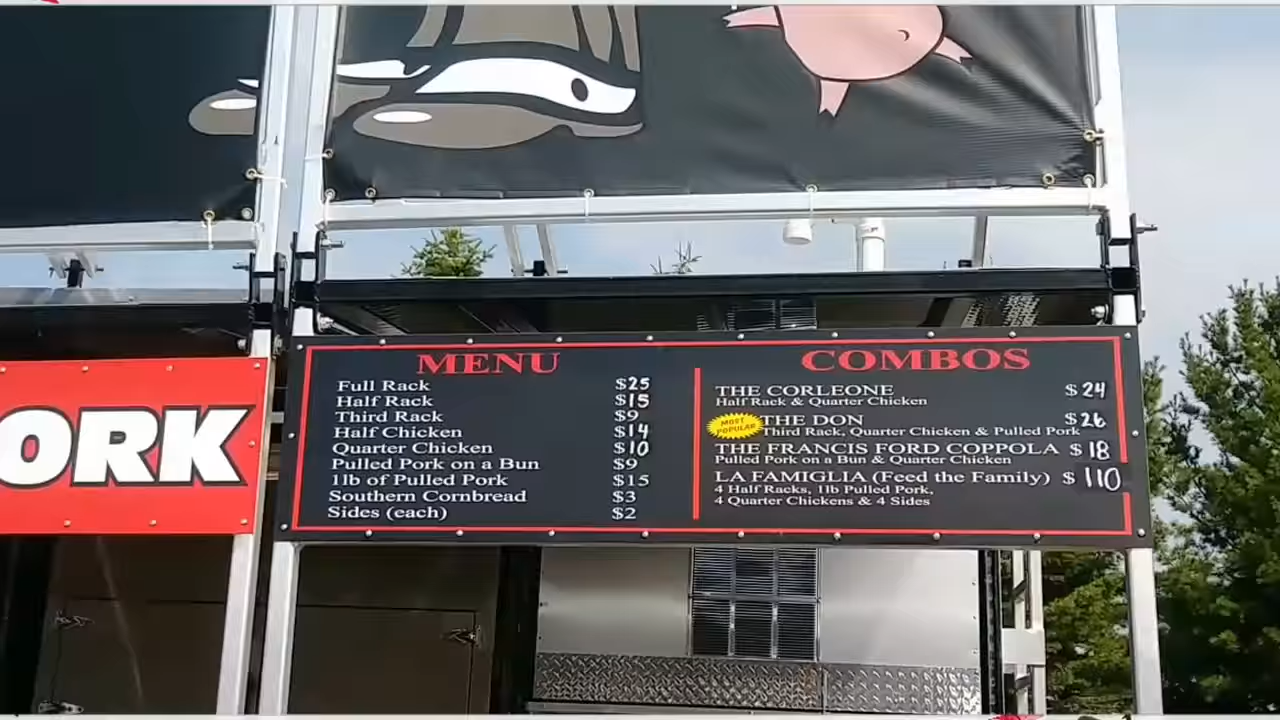 ORK
MENU
Full Rack $25
Half Rack $15
Third Rack $9
Half Chicken $14
Quarter Chicken $10
Pulled Pork on a Bun $9
1lb of Pulled Pork $15
Southern Cornbread $3
Sides (each) $2
COMBOS
THE CORLEONE $24
Half Rack & Quarter Chicken
MOST POPULAR
THE DON $26
Third Rack, Quarter Chicken & Pulled Pork
THE FRANCIS FORD COPPOLA $18
Pulled Pork on a Bun & Quarter Chicken
LA FAMIGLIA (Feed the Family) $110
4 Half Racks, 1lb Pulled Pork,
4 Quarter Chickens & 4 Sides